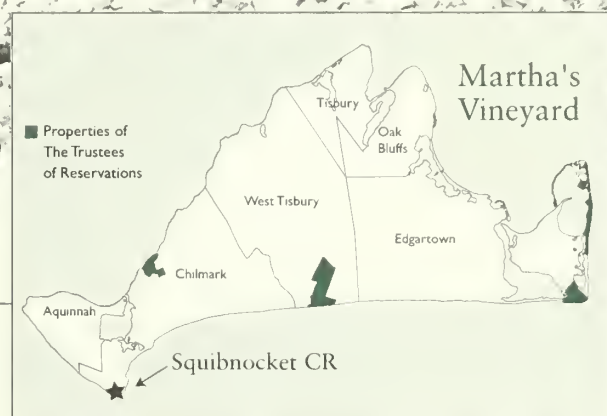 Martha's
Vineyard
Properties of
The Trustees
of Reservations
Tisbury
Oak
Bluffs
West Tisbury
Edgartown
Chilmark
Aquinnah
Squibnocket CR